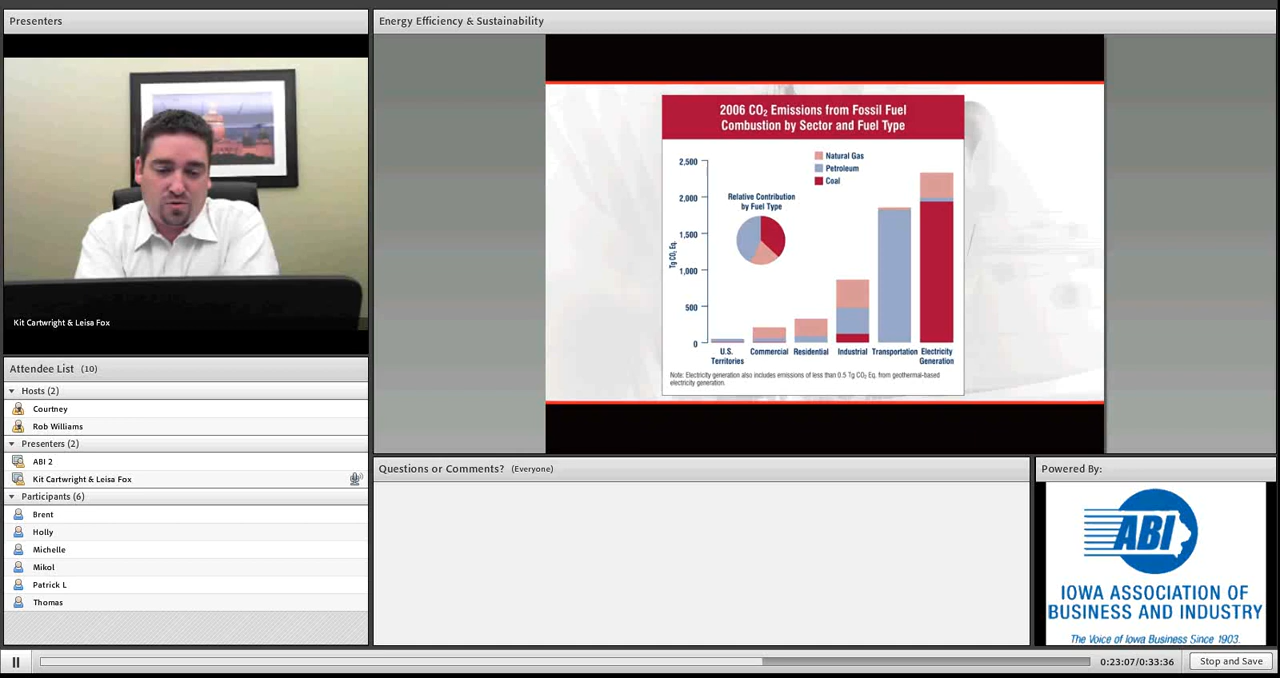 Presenters
Kit Cartwright & Leisa Fox
Attendee List (10)
Hosts (2)
Courtney
Rob Williams
Presenters (2)
ABI 2
Kit Cartwright & Leisa Fox
Participants (6)
Brent
Holly
Michelle
Mikol
Patrick L
Thomas
Energy Efficiency & Sustainability
2006 CO₂ Emissions from Fossil Fuel
Combustion by Sector and Fuel Type
Natural Gas
Petroleum
Coal
Relative Contribution
by Fuel Type
Tg CO₂ Eq.
2,500
2,000
1,500
1,000
500
0
U.S.
Territories
Commercial
Residential
Industrial
Transportation
Electricity
Generation
Note: Electricity generation also includes emissions of less than 0.5 Tg CO₂ Eq. from geothermal-based
electricity generation.
Questions or Comments? (Everyone)
Powered By:
ABI
IOWA ASSOCIATION OF
BUSINESS AND INDUSTRY
The Voice of Iowa Business Since 1903.
0:23:07/0:33:36
Stop and Save